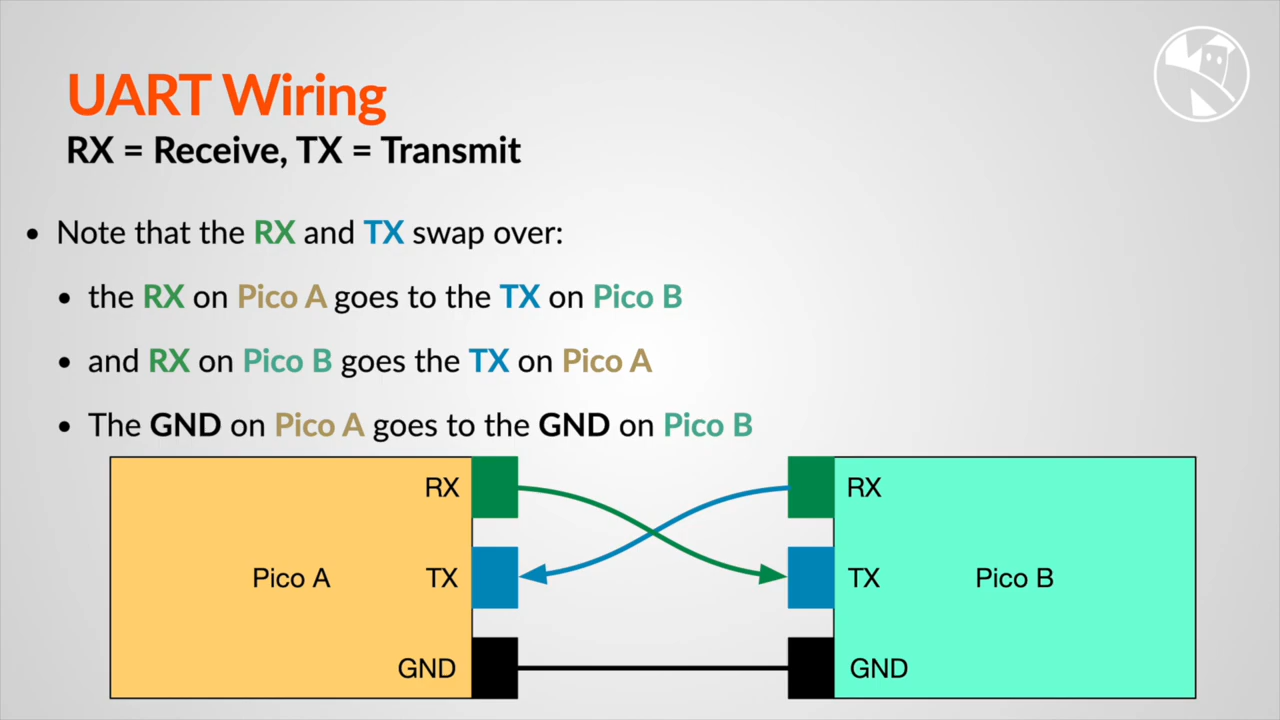 UART Wiring
RX = Receive, TX = Transmit
• Note that the RX and TX swap over:
• the RX on Pico A goes to the TX on Pico B
• and RX on Pico B goes the TX on Pico A
• The GND on Pico A goes to the GND on Pico B
RX
RX
Pico A
TX
TX
Pico B
GND
GND